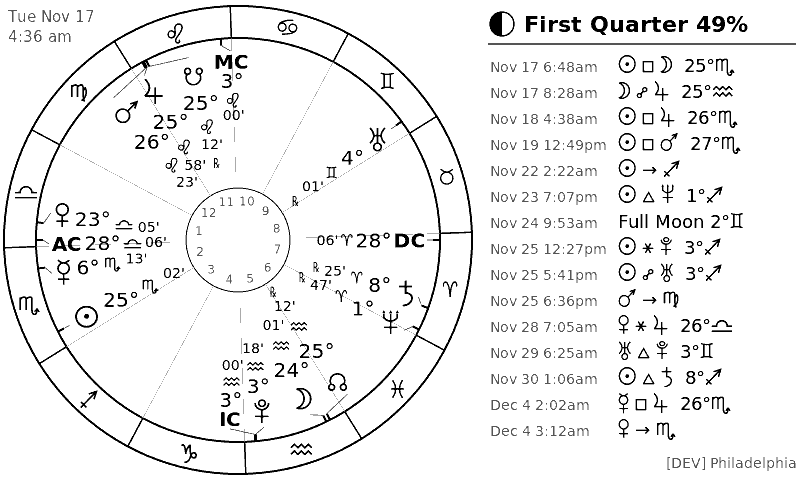 Tue Nov 17
4:36 am
First Quarter 49%
Nov 17 6:48am ☉ □ ☽ 25°♏
Nov 17 8:28am ☽ ☍ ♃ 25°♒
Nov 18 4:38am ☉ □ ♃ 26°♏
Nov 19 12:49pm ☉ □ ♂ 27°♏
Nov 22 2:22am ☉ → ♐
Nov 23 7:07pm ☉ △ ♆ 1°♐
Nov 24 9:53am Full Moon 2°♊
Nov 25 12:27pm ☉ ⚹ ♇ 3°♐
Nov 25 5:41pm ☉ ☍ ♅ 3°♐
Nov 25 6:36pm ♂ → ♍
Nov 28 7:05am ♀ ⚹ ♃ 26°♎
Nov 29 6:25am ♅ △ ♇ 3°♊
Nov 30 1:06am ☉ △ ♄ 8°♐
Dec 4 2:02am ☿ □ ♃ 26°♏
Dec 4 3:12am ♀ → ♏
[DEV] Philadelphia
MC 3° ♌ 00'
☋ 25° ♌ 12' ℞
♃ 25° ♌ 58'
♂ 26° ♌ 23'
♅ 4° ♊ 01' ℞
♀ 23° ♎ 05'
AC 28° ♎ 06'
☿ 6° ♏ 13'
☉ 25° ♏ 02'
06' ♈ 28° DC
℞ 25' ♈ 8° ♄
℞ 47' ♈ 1° ♆
℞ 12' ♒ 25° ☊
01' ♒ 24° ☽
18' ♒ 3° ♇
00' ♒ 3° IC
1
2
3
4
5
6
7
8
9
10
11
12
♋
♊
♉
♈
♓
♒
♑
♐
♏
♎
♍
♌